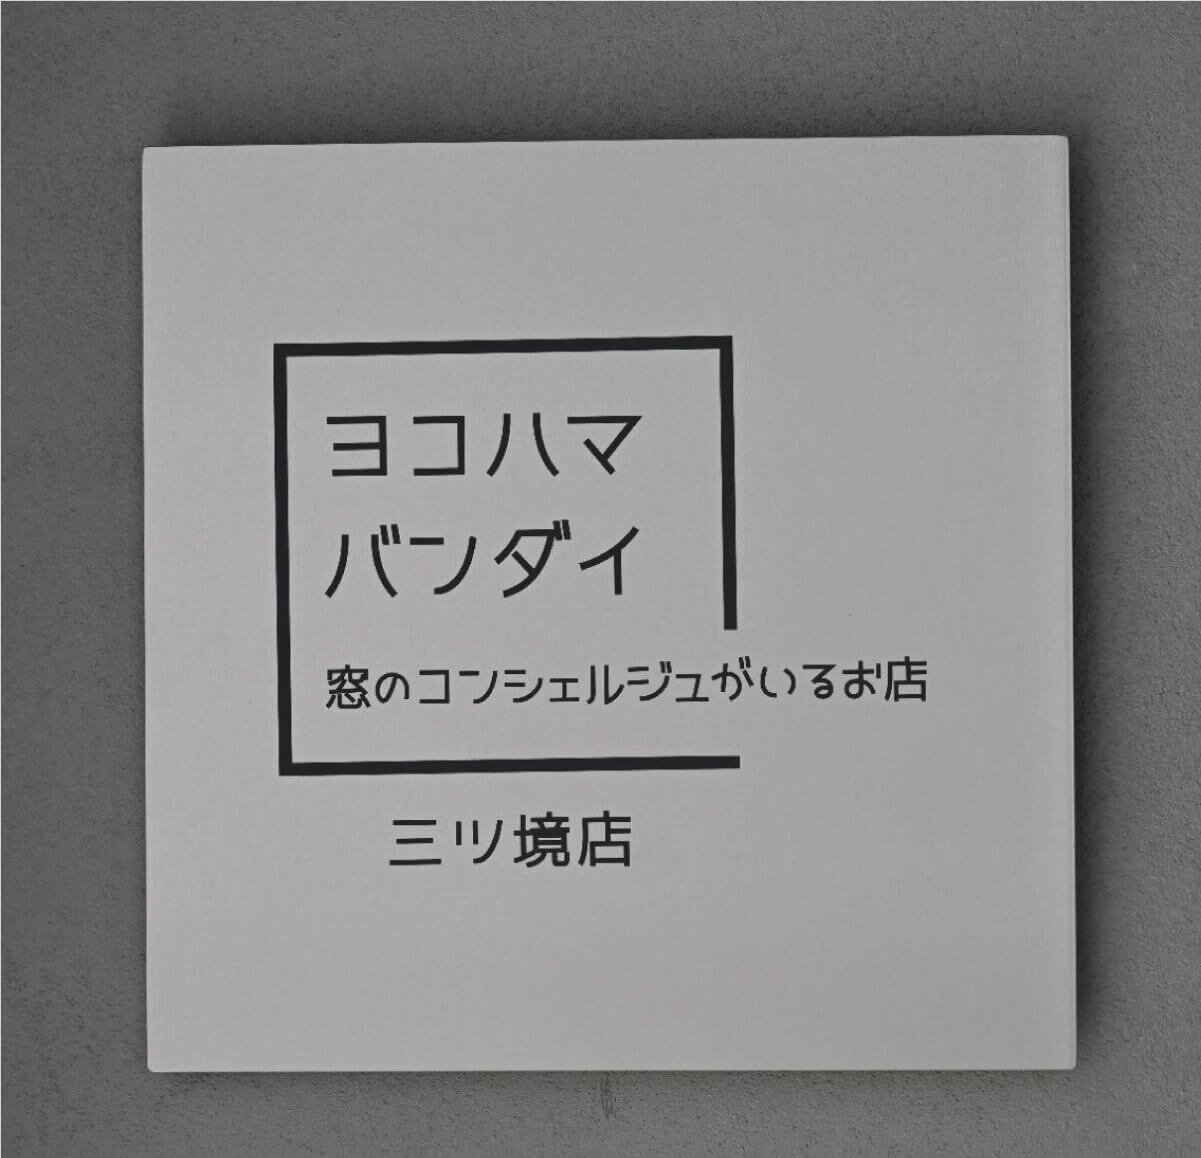 ヨコハマ
バンダイ
窓のコンシェルジュがいるお店
三ツ境店